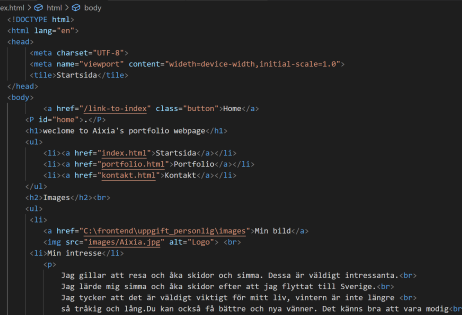 ex.html > html > body
<!DOCTYPE html>
<html lang="en">
<head>
<meta charset="UTF-8">
<meta name="viewport" content="wideth=device-width,initial-scale=1.0">
<tile>Startsida</tile>
</head>
<body>
<a href="/link-to-index" class="button">Home</a>
<P id="home">.</P>
<h1>weclome to Aixia's portfolio webpage</h1>
<ul>
<li><a href="index.html">Startsida</a></li>
<li><a href="portfolio.html">Portfolio</a></li>
<li><a href="kontakt.html">Kontakt</a></li>
</ul>
<h2>Images</h2><br>
<ul>
<li>
<a href="C:\frontend\uppgift_personlig\images">Min bild</a>
<img src="images/Aixia.jpg" alt="Logo"> <br>
<li>Min intresse</li>
<p>
Jag gillar att resa och åka skidor och simma. Dessa är väldigt intressanta.<br>
Jag lärde mig simma och åka skidor efter att jag flyttat till Sverige.<br>
Jag tycker att det är väldigt viktigt för mitt liv, vintern är inte längre <br>
så tråkig och lång.Du kan också få bättre och nya vänner. Det känns bra att vara modig<br>